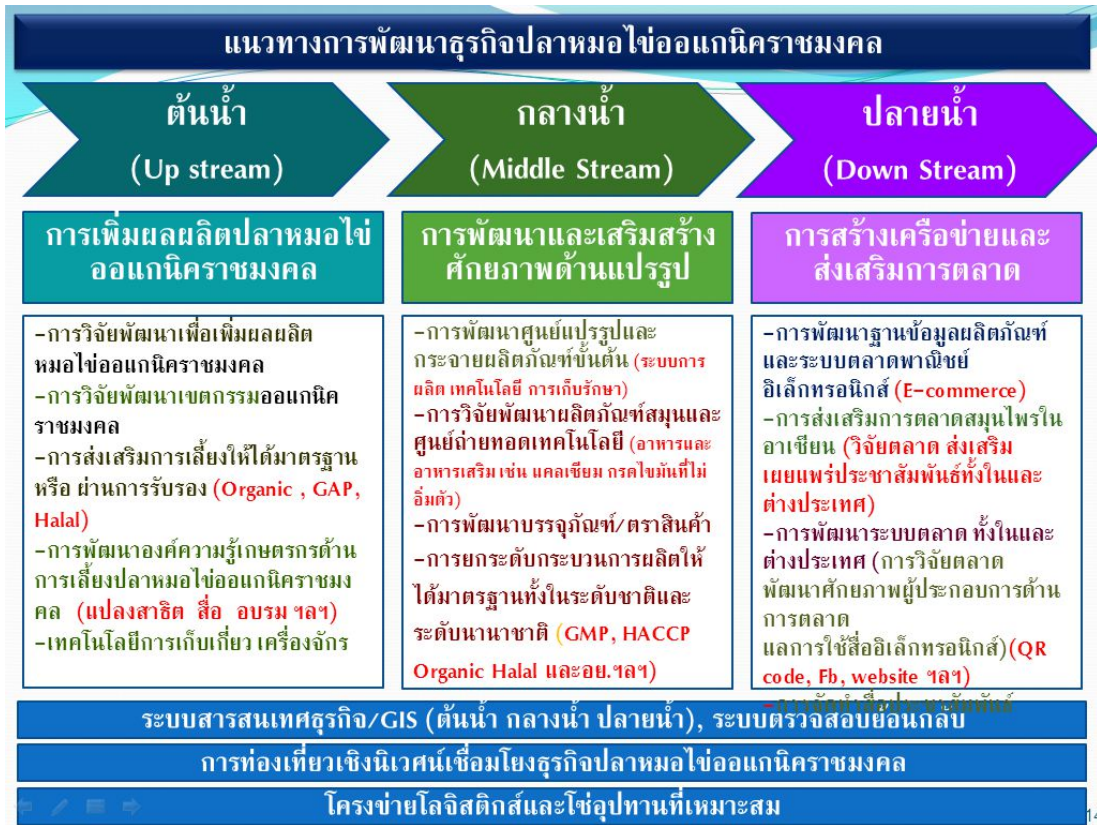 แนวทางการพัฒนาธุรกิจปลาหมอไข่ออแกนิคราชมงคล
ต้นน้ำ
(Up stream)
กลางน้ำ
(Middle Stream)
ปลายน้ำ
(Down Stream)
การเพิ่มผลผลิตปลาหมอไข่
ออแกนิคราชมงคล
การพัฒนาและเสริมสร้าง
ศักยภาพด้านแปรรูป
การสร้างเครือข่ายและ
ส่งเสริมการตลาด
-การวิจัยพัฒนาเพื่อเพิ่มผลผลิต
หมอไข่ออแกนิคราชมงคล
-การวิจัยพัฒนาเขตกรรมออแกนิค
ราชมงคล
-การส่งเสริมการเลี้ยงให้ได้มาตรฐาน
หรือ ผ่านการรับรอง (Organic , GAP,
Halal)
-การพัฒนาองค์ความรู้เกษตรกรด้าน
การเลี้ยงปลาหมอไข่ออแกนิคราชมง
คล (แปลงสาธิต สื่อ อบรม ฯลฯ)
-เทคโนโลยีการเก็บเกี่ยว เครื่องจักร
-การพัฒนาศูนย์แปรรูปและ
กระจายผลิตภัณฑ์ขั้นต้น (ระบบการ
ผลิต เทคโนโลยี การเก็บรักษา)
-การวิจัยพัฒนาผลิตภัณฑ์สมุนและ
ศูนย์ถ่ายทอดเทคโนโลยี (อาหารและ
อาหารเสริม เช่น แคลเซียม กรดไขมันที่ไม่
อิ่มตัว)
-การพัฒนาบรรจุภัณฑ์/ตราสินค้า
-การยกระดับกระบวนการผลิตให้
ได้มาตรฐานทั้งในระดับชาติและ
ระดับนานาชาติ (GMP, HACCP
Organic Halal และอย.ฯลฯ)
-การพัฒนาฐานข้อมูลผลิตภัณฑ์
และระบบตลาดพาณิชย์
อิเล็กทรอนิกส์ (E-commerce)
-การส่งเสริมการตลาดสมุนไพรใน
อาเซียน (วิจัยตลาด ส่งเสริม
เผยแพร่ประชาสัมพันธ์ทั้งในและ
ต่างประเทศ)
-การพัฒนาระบบตลาด ทั้งในและ
ต่างประเทศ (การวิจัยตลาด
พัฒนาศักยภาพผู้ประกอบการด้าน
การตลาด
แลการใช้สื่ออิเล็กทรอนิกส์)(QR
code, Fb, website ฯลฯ)
-การจัดทำสื่อประชาสัมพันธ์
ระบบสารสนเทศธุรกิจ/GIS (ต้นน้ำ กลางน้ำ ปลายน้ำ), ระบบตรวจสอบย้อนกลับ
การท่องเที่ยวเชิงนิเวศน์เชื่อมโยงธุรกิจปลาหมอไข่ออแกนิคราชมงคล
โครงข่ายโลจิสติกส์และโซ่อุปทานที่เหมาะสม
14